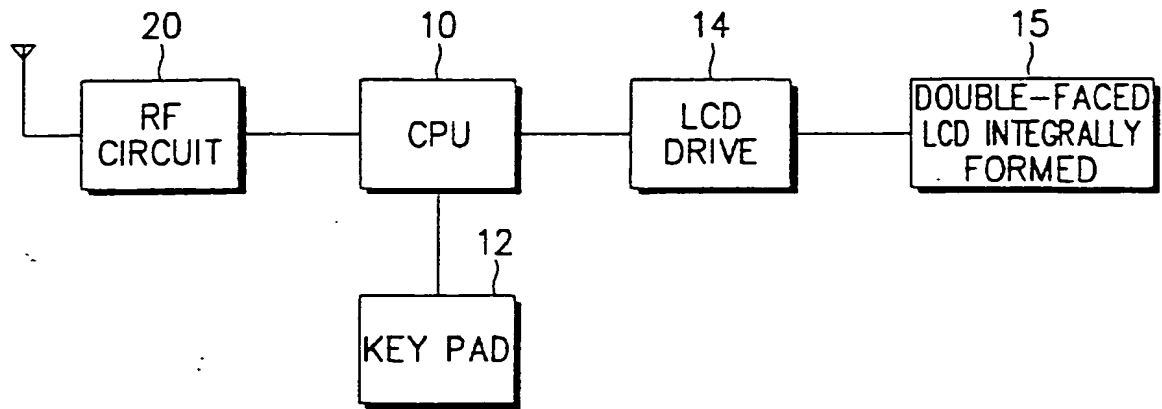 20
10
14
15
RF
CIRCUIT
CPU
LCD
DRIVE
DOUBLE-FACED
LCD INTEGRALLY
FORMED
12
KEY PAD